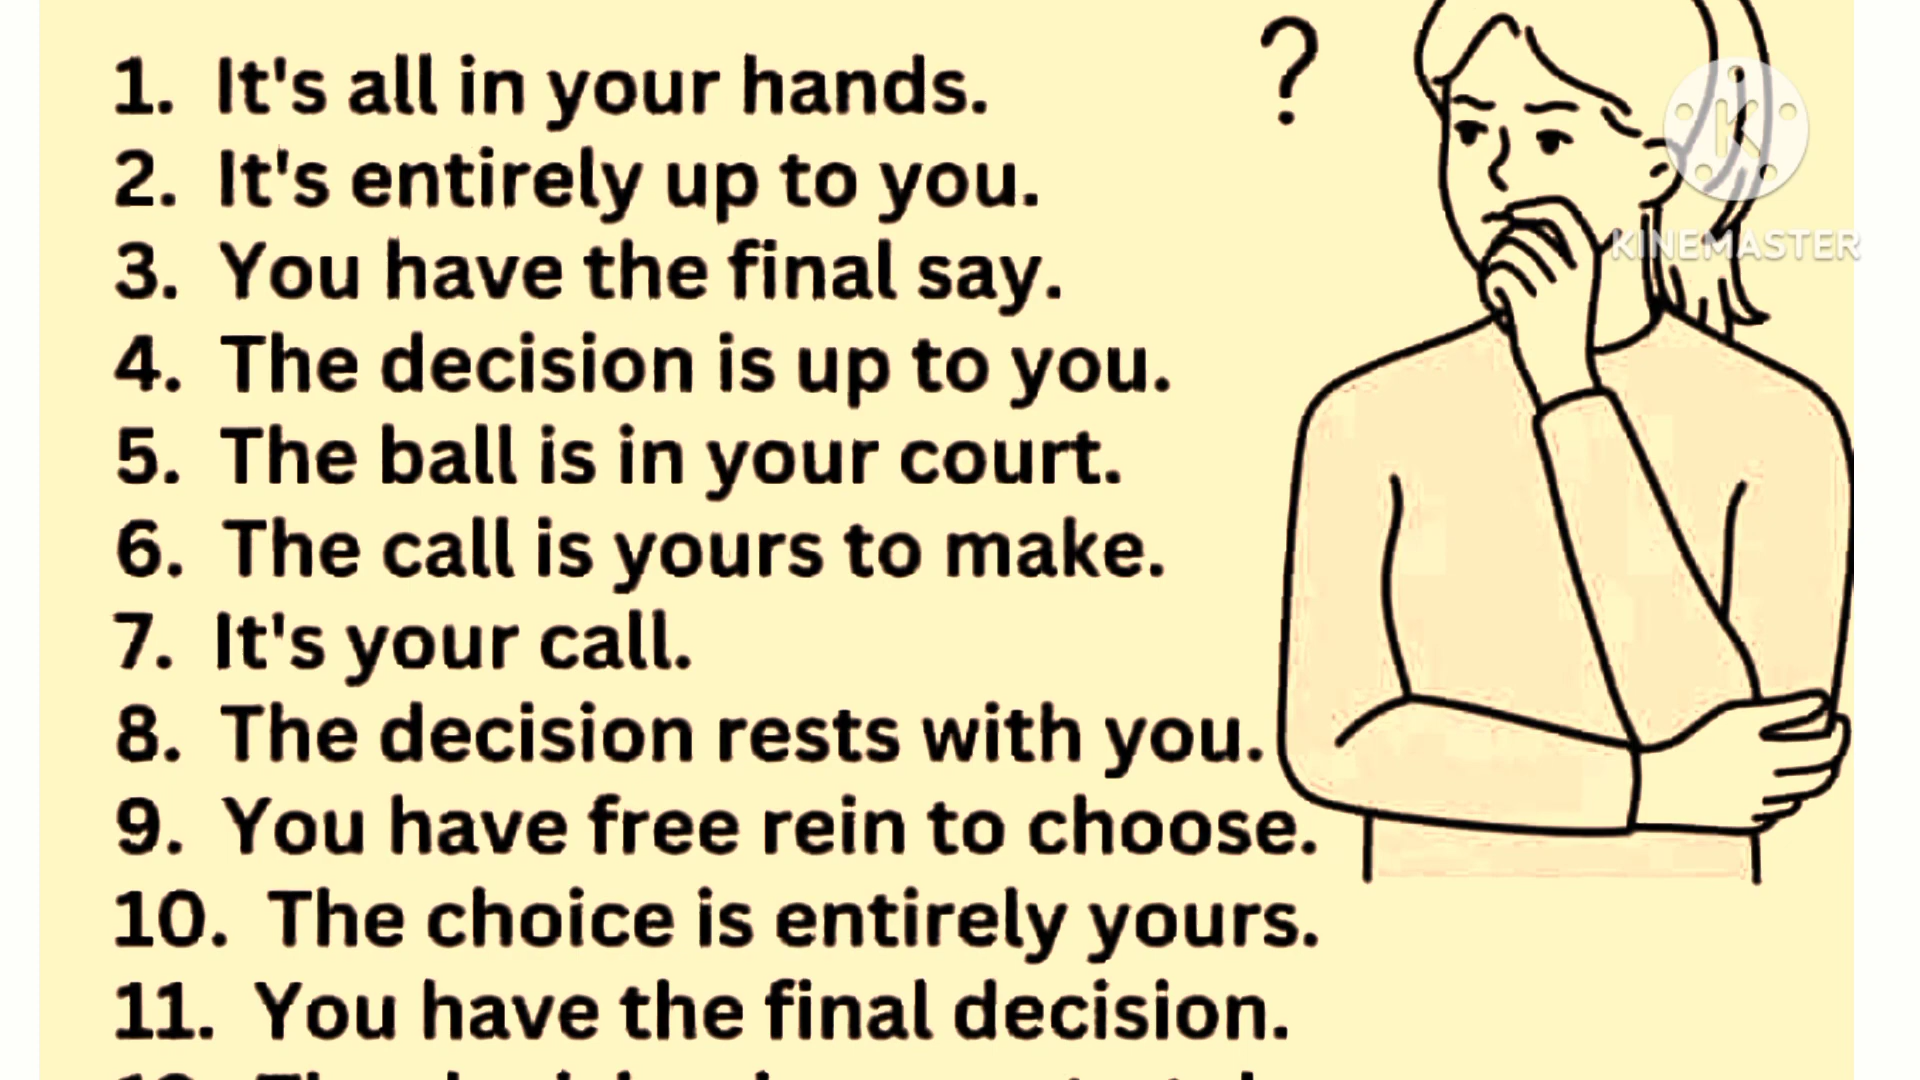 ?
1. It's all in your hands.
2. It's entirely up to you.
3. You have the final say.
4. The decision is up to you.
5. The ball is in your court.
6. The call is yours to make.
7. It's your call.
8. The decision rests with you.
9. You have free rein to choose.
10. The choice is entirely yours.
11. You have the final decision.
K
KINEMASTER